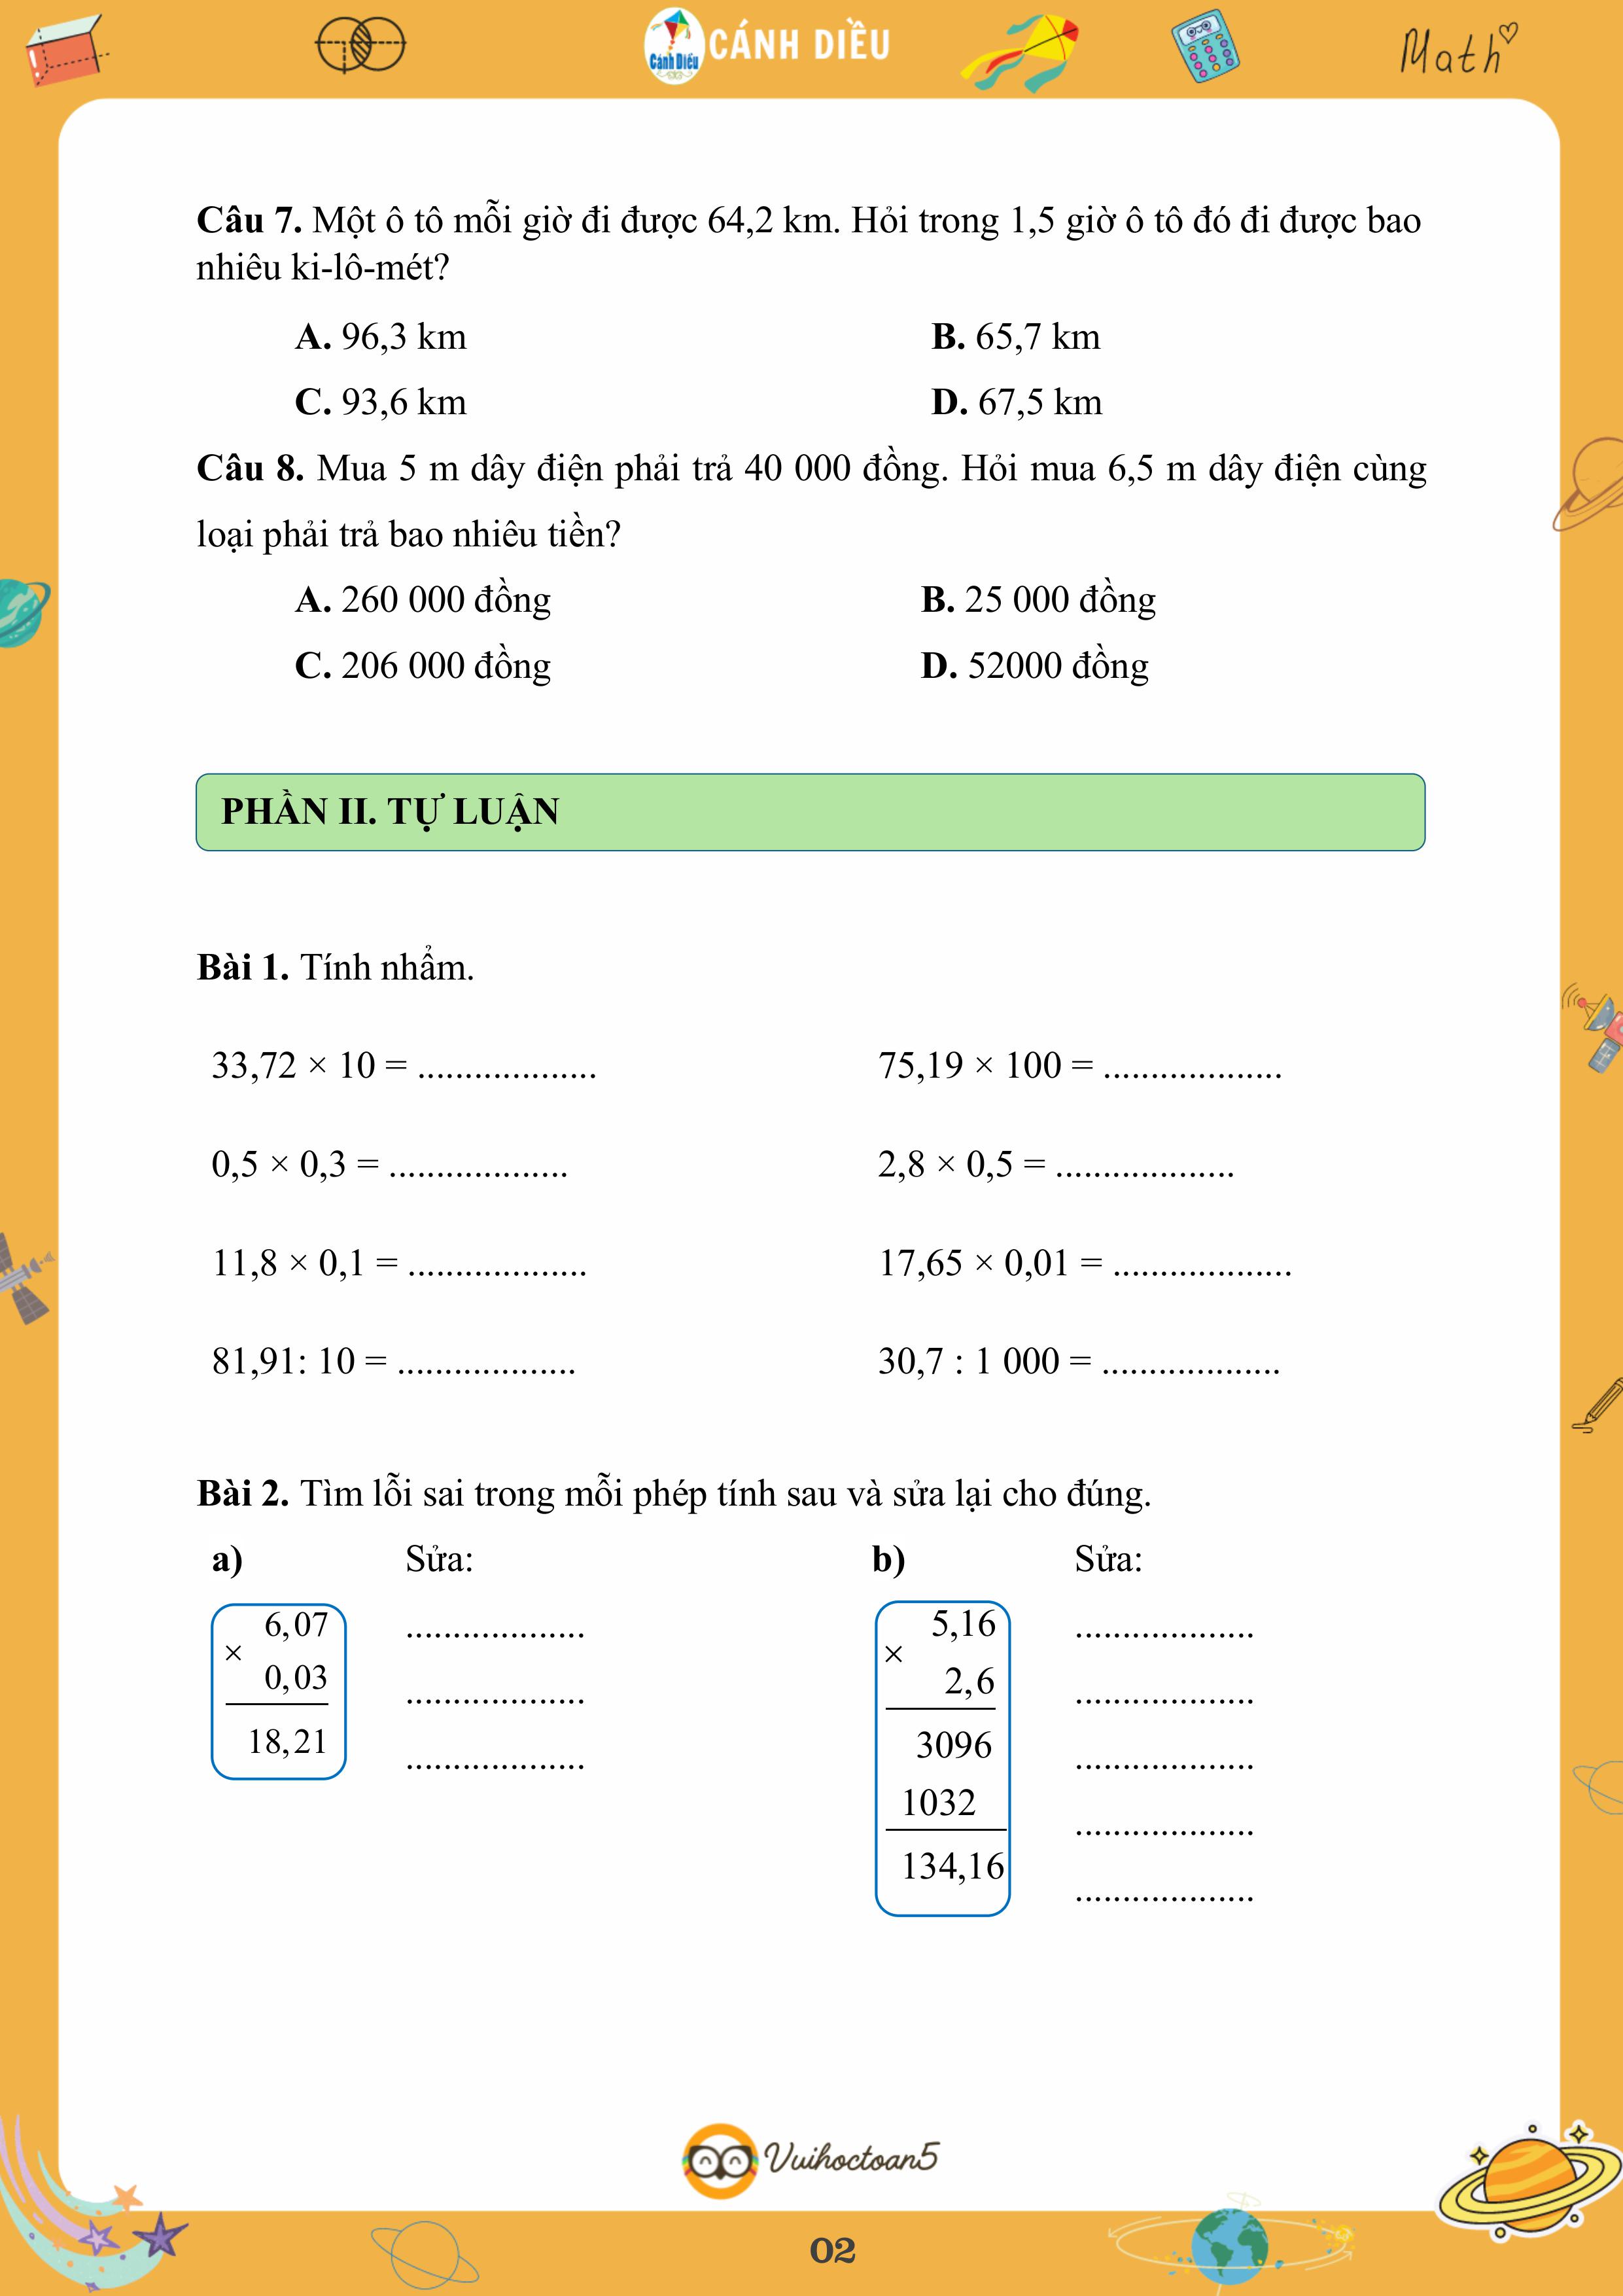 Cánh Diều CÁNH DIỀU Math
Câu 7. Một ô tô mỗi giờ đi được 64,2 km. Hỏi trong 1,5 giờ ô tô đó đi được bao
nhiêu ki-lô-mét?
A. 96,3 km B. 65,7 km
C. 93,6 km D. 67,5 km
Câu 8. Mua 5 m dây điện phải trả 40 000 đồng. Hỏi mua 6,5 m dây điện cùng
loại phải trả bao nhiêu tiền?
A. 260 000 đồng B. 25 000 đồng
C. 206 000 đồng D. 52000 đồng
PHẦN II. TỰ LUẬN
Bài 1. Tính nhẩm.
33,72 × 10 = ................... 75,19 × 100 = ...................
0,5 × 0,3 = ................... 2,8 × 0,5 = ...................
11,8 × 0,1 = ................... 17,65 × 0,01 = ...................
81,91: 10 = ................... 30,7 : 1 000 = ...................
Bài 2. Tìm lỗi sai trong mỗi phép tính sau và sửa lại cho đúng.
a) Sửa: b) Sửa:
6,07 ................... 5,16 ...................
× ×
0,03 ................... 2,6 ...................
18,21 ................... 3096 ...................
1032 ...................
134,16 ...................
Vuihoctoan5
02